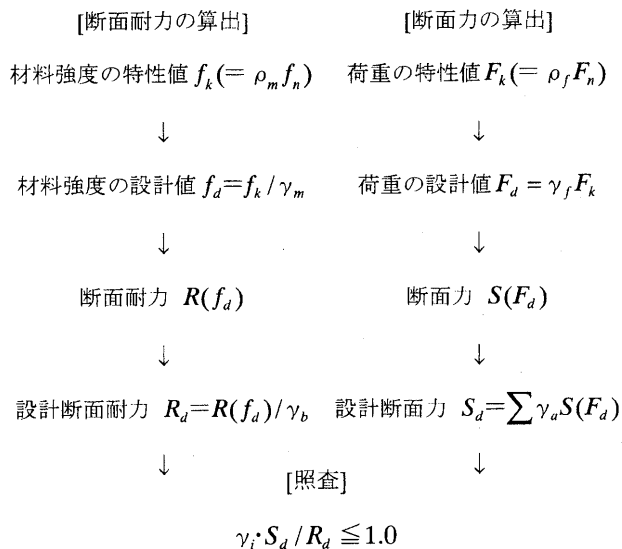 [断面耐力の算出] [断面力の算出]
材料強度の特性値 f_k(= ρ_m f_n) 荷重の特性値 F_k(= ρ_f F_n)
↓ ↓
材料強度の設計値 f_d=f_k/γ_m 荷重の設計値 F_d = γ_f F_k
↓ ↓
断面耐力 R(f_d) 断面力 S(F_d)
↓ ↓
設計断面耐力 R_d=R(f_d)/γ_b 設計断面力 S_d=∑γ_a S(F_d)
↓ ↓
[照査]
γ_i・S_d/R_d ≦1.0